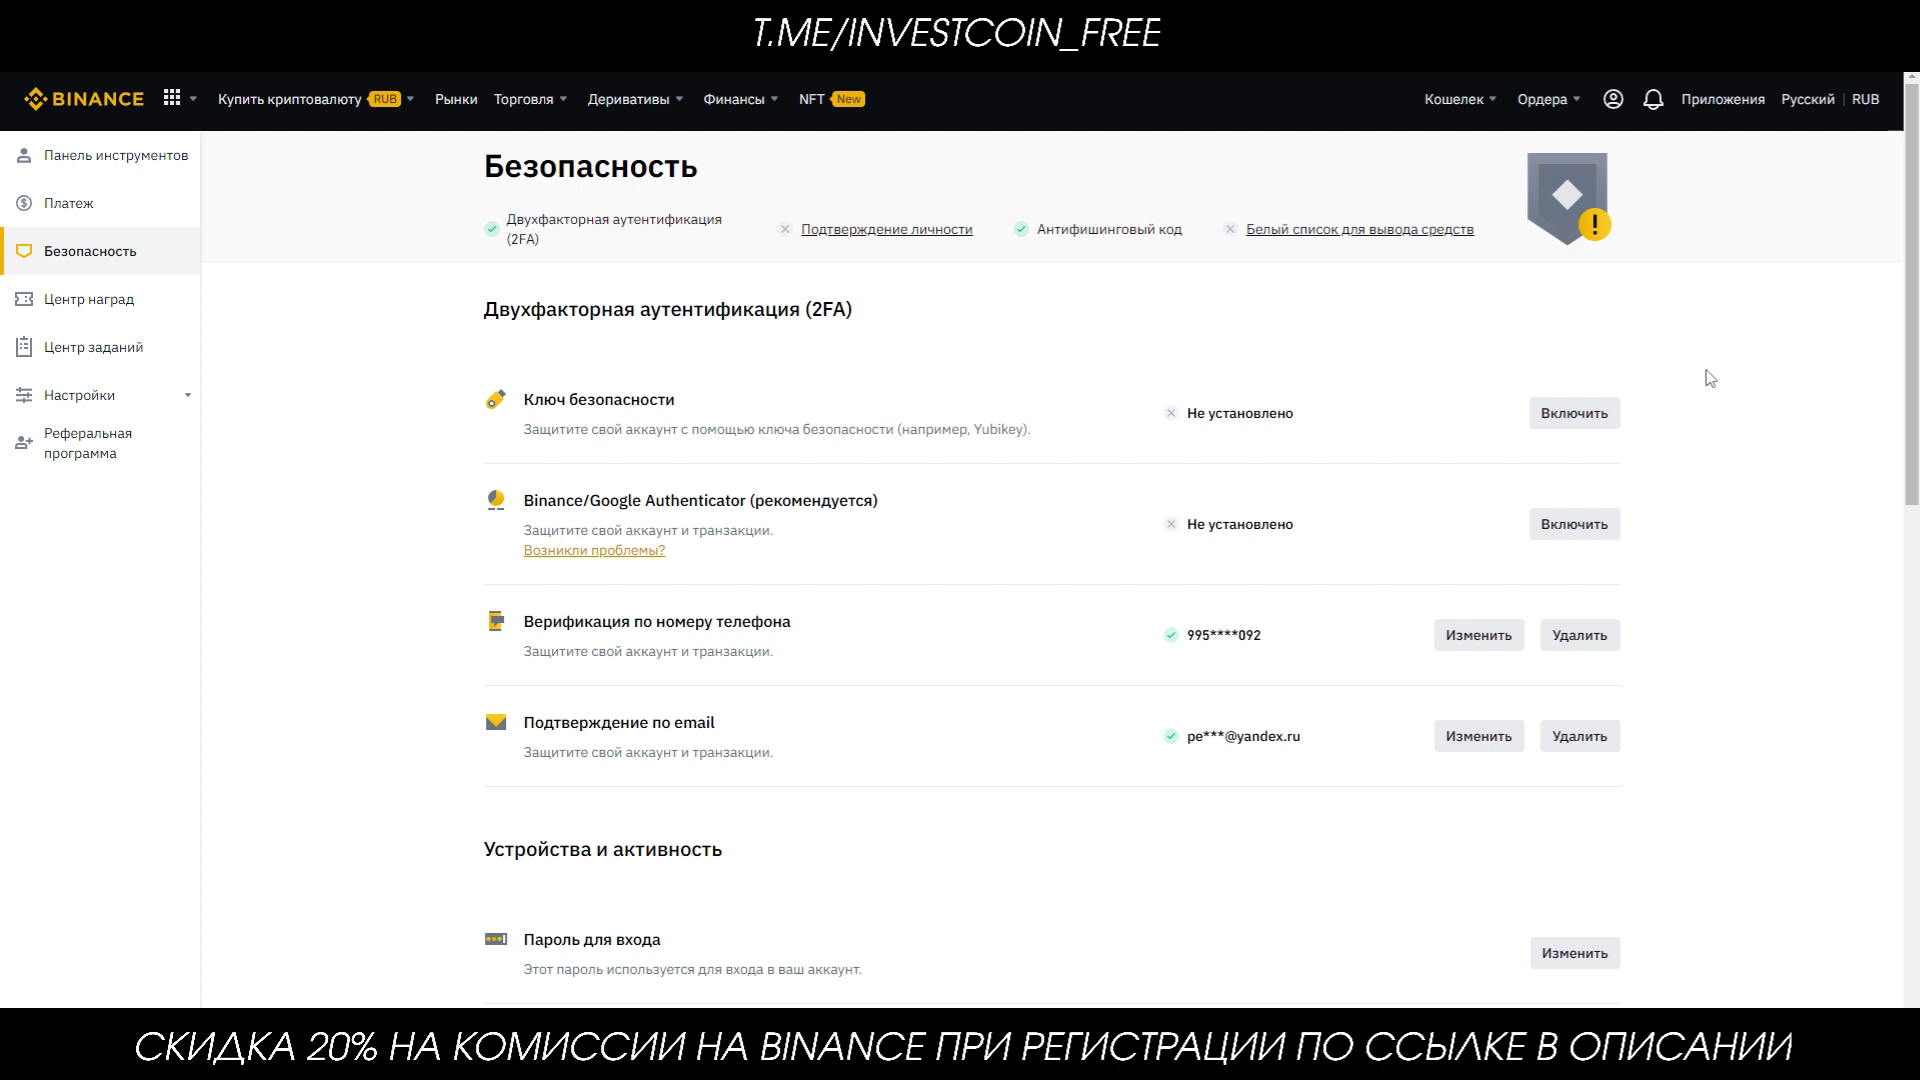 T.ME/INVESTCOIN_FREE
BINANCE
Купить криптовалюту RUB
Рынки
Торговля
Деривативы
Финансы
NFT New
Кошелек
Ордера
Приложения
Русский | RUB
Панель инструментов
Платеж
Безопасность
Центр наград
Центр заданий
Настройки
Реферальная
программа
Безопасность
Двухфакторная аутентификация
(2FA)
Подтверждение личности
Антифишинговый код
Белый список для вывода средств
Двухфакторная аутентификация (2FA)
Ключ безопасности
Защитите свой аккаунт с помощью ключа безопасности (например, Yubikey).
Не установлено
Включить
Binance/Google Authenticator (рекомендуется)
Защитите свой аккаунт и транзакции.
Возникли проблемы?
Не установлено
Включить
Верификация по номеру телефона
Защитите свой аккаунт и транзакции.
995****092
Изменить
Удалить
Подтверждение по email
Защитите свой аккаунт и транзакции.
pe***@yandex.ru
Изменить
Удалить
Устройства и активность
Пароль для входа
Этот пароль используется для входа в ваш аккаунт.
Изменить
СКИДКА 20% НА КОМИССИИ НА BINANCE ПРИ РЕГИСТРАЦИИ ПО ССЫЛКЕ В ОПИСАНИИ